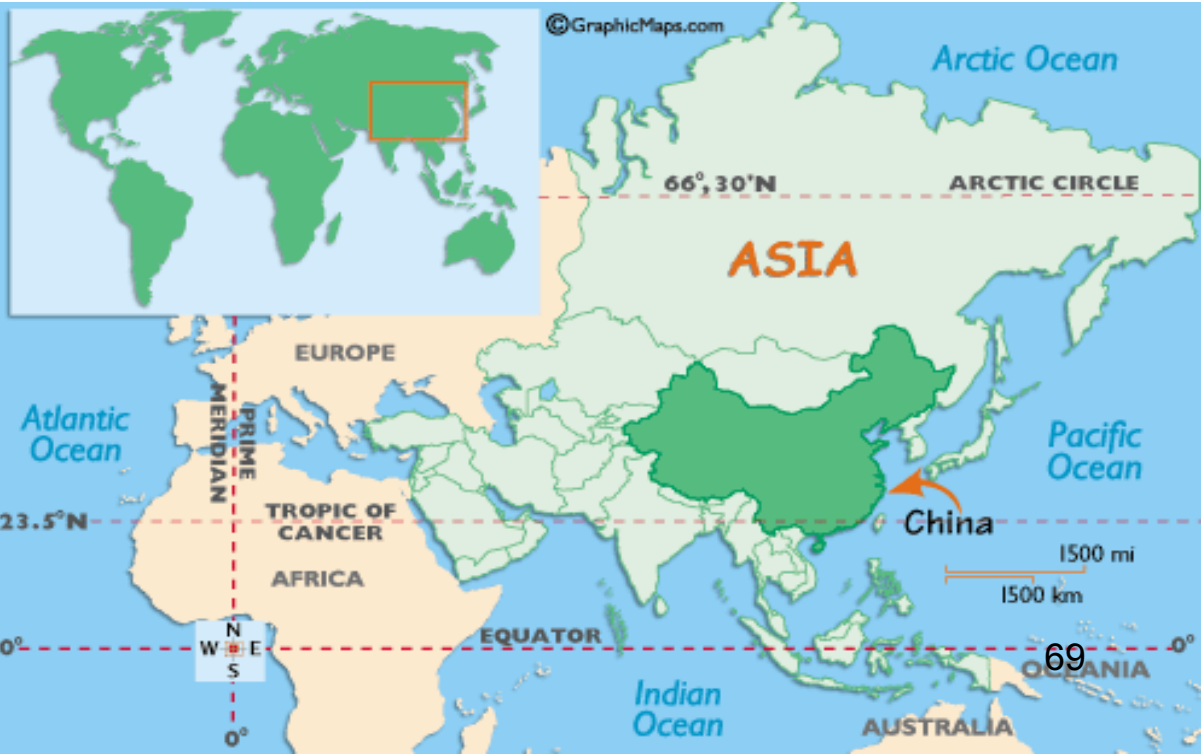 ©GraphicMaps.com
Arctic Ocean
66°,30'N
ARCTIC CIRCLE
ASIA
EUROPE
Atlantic
Ocean
PRIME
MERIDIAN
Pacific
Ocean
TROPIC OF
CANCER
23.5°N
China
1500 mi
1500 km
AFRICA
N
W E
S
EQUATOR
0°
0°
69
OCEANIA
Indian
Ocean
AUSTRALIA
0°